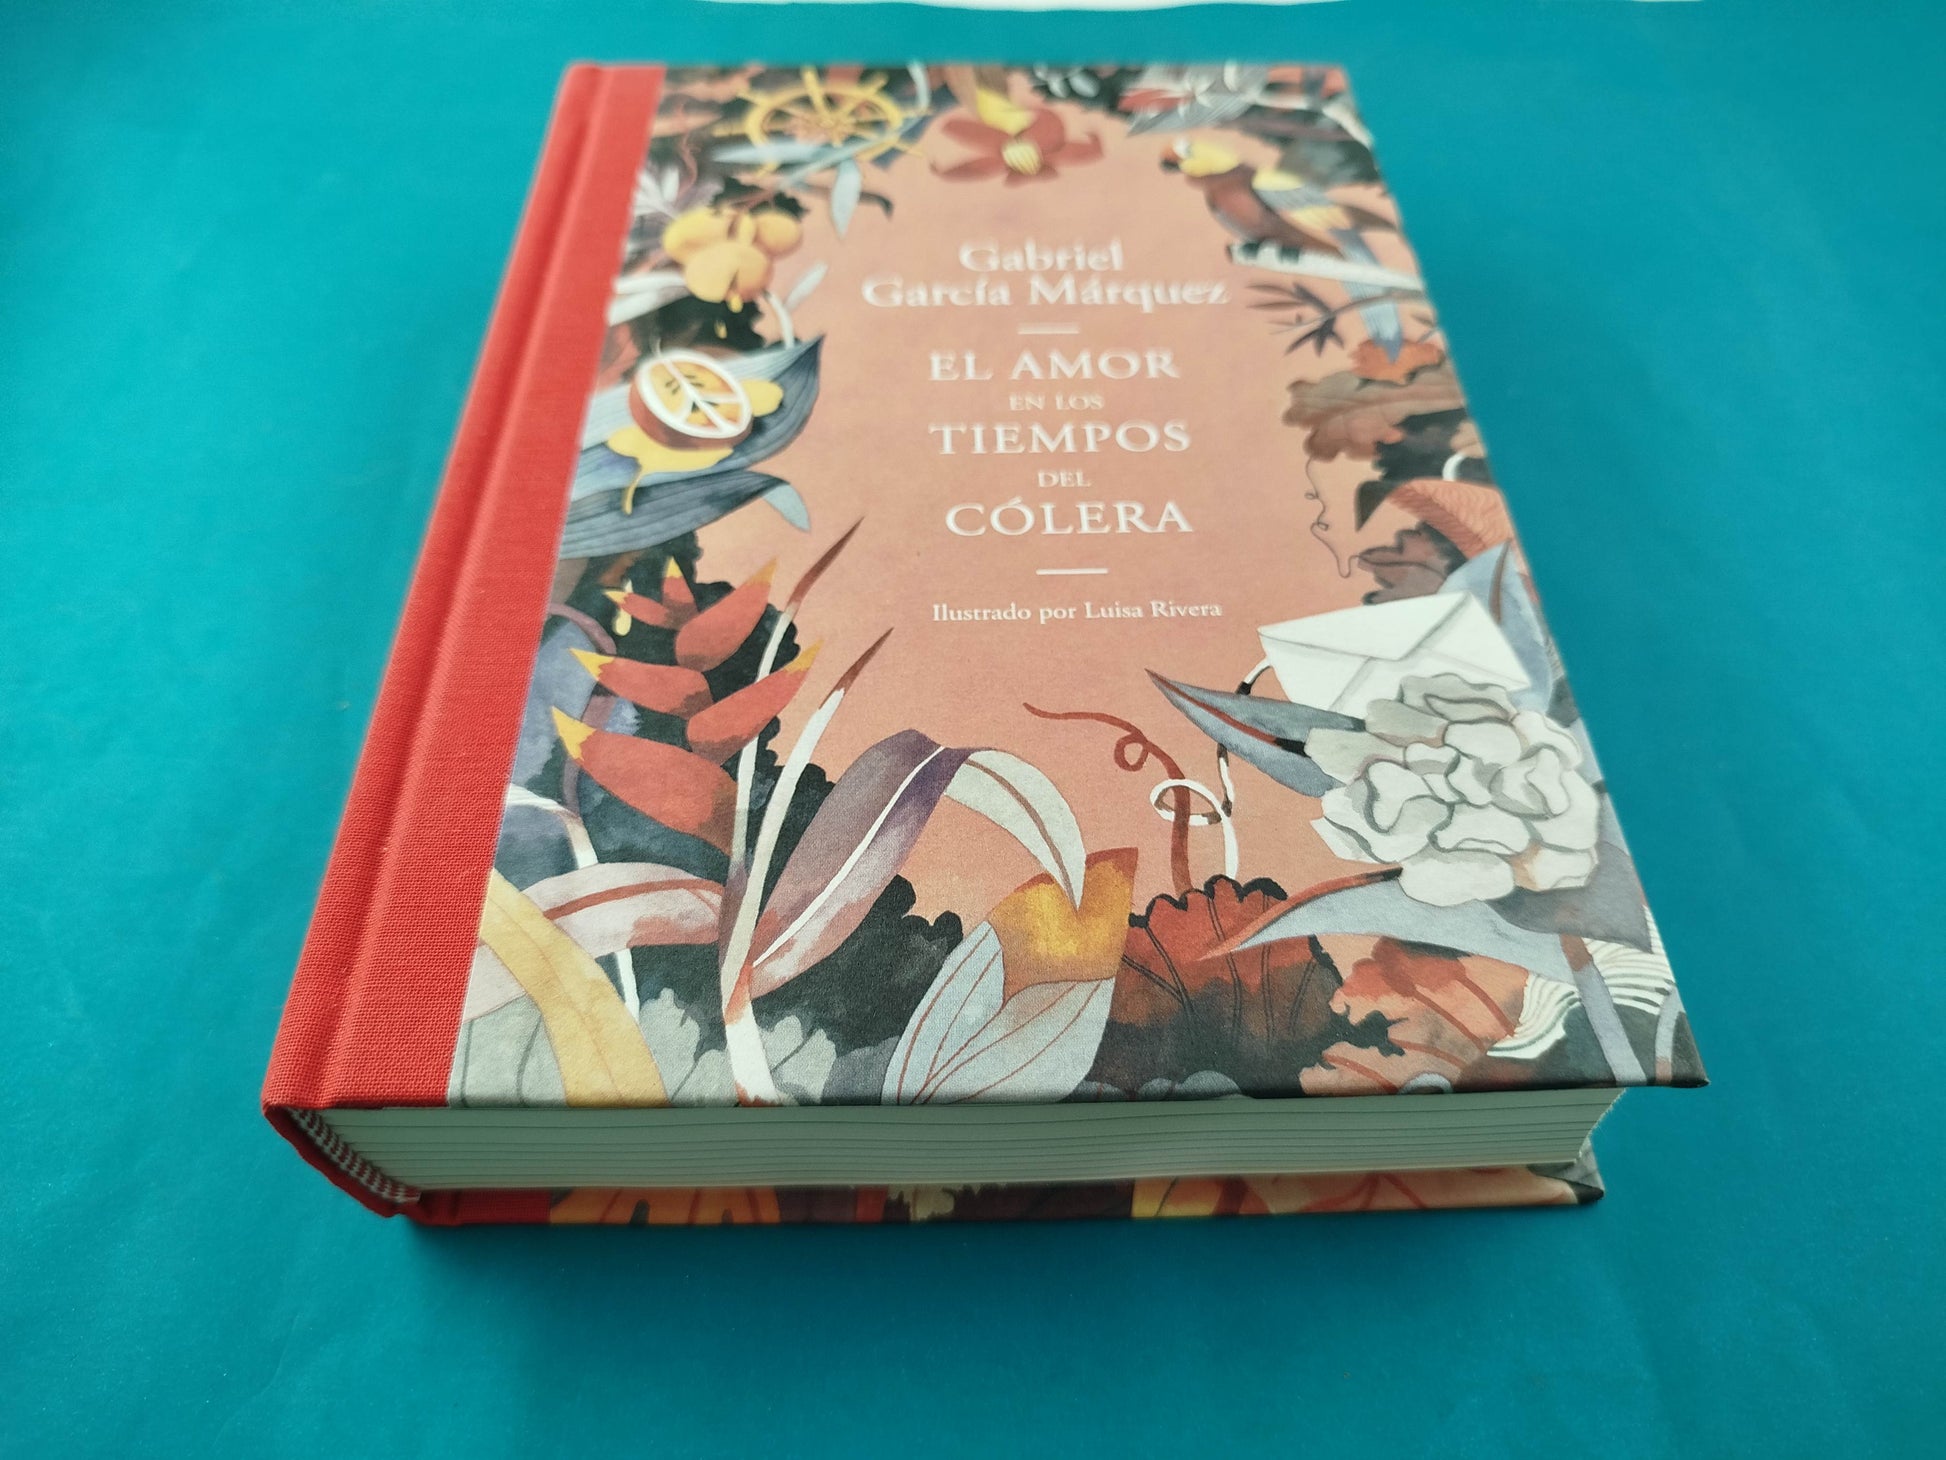 Gabriel
García Márquez
EL AMOR
EN LOS
TIEMPOS
DEL
CÓLERA
Ilustrado por Luisa Rivera